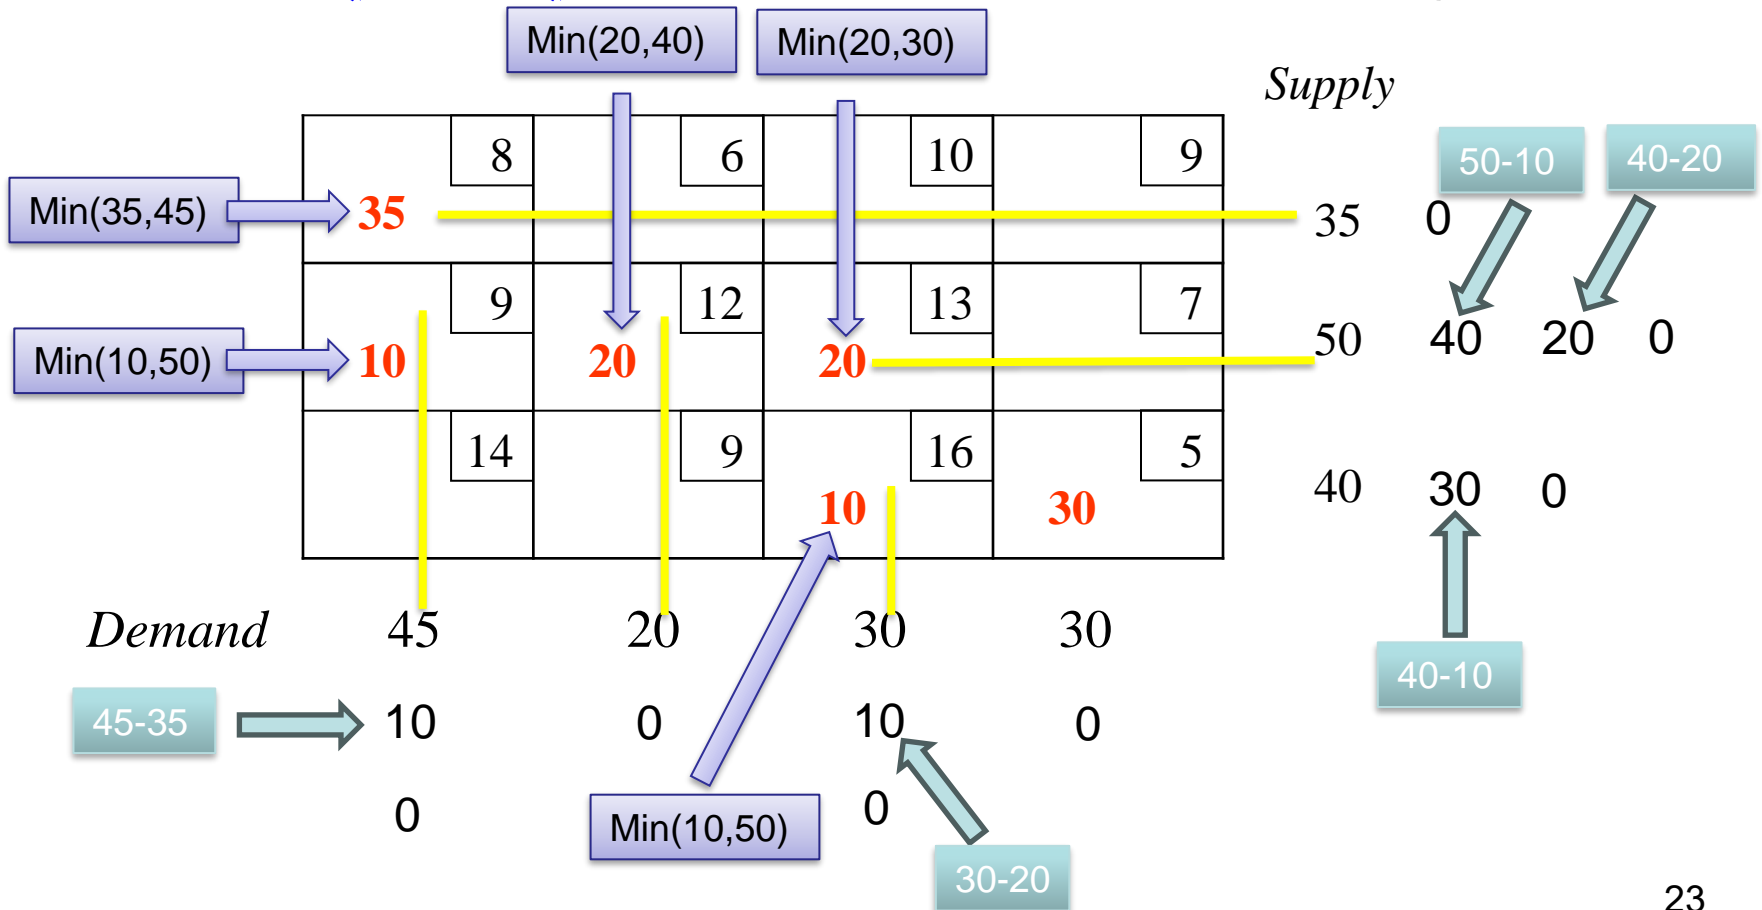 Min(20,40) Min(20,30)
Supply
8 6 10 9 50-10 40-20
Min(35,45) 35 35 0
9 12 13 7
Min(10,50) 10 20 20 50 40 20 0
14 9 16 5
10 30 40 30 0
Demand 45 20 30 30
40-10
45-35 10 0 10 0
0 Min(10,50) 0
30-20
23